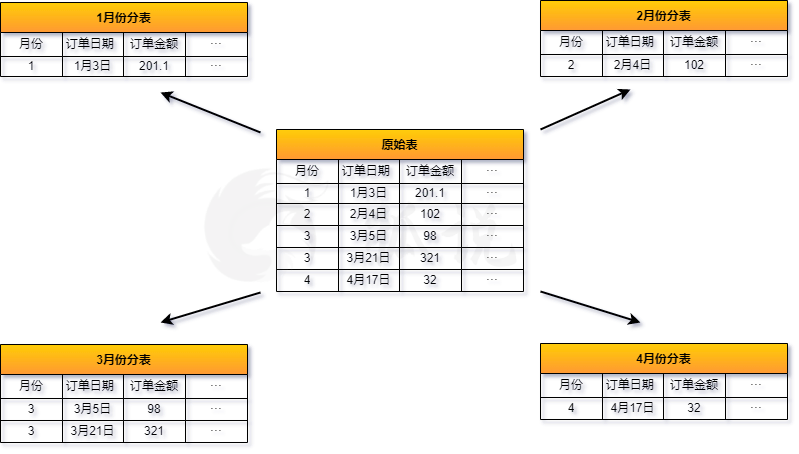 1月份分表
月份 订单日期 订单金额 ···
1 1月3日 201.1 ···
2月份分表
月份 订单日期 订单金额 ···
2 2月4日 102 ···
原始表
月份 订单日期 订单金额 ···
1 1月3日 201.1 ···
2 2月4日 102 ···
3 3月5日 98 ···
3 3月21日 321 ···
4 4月17日 32 ···
3月份分表
月份 订单日期 订单金额 ···
3 3月5日 98 ···
3 3月21日 321 ···
4月份分表
月份 订单日期 订单金额 ···
4 4月17日 32 ···